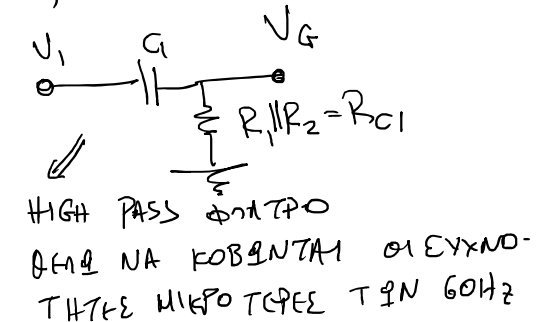 V1 C1 VG
R1||R2=RC1
HIGH PASS ΦΙΛΤΡΟ
ΘΕΛΩ ΝΑ ΚΟΒΩΝΤΑΙ ΟΙ ΣΥΧΝΟ-
ΤΗΤΕΣ ΜΙΚΡΟΤΕΡΕΣ ΤΩΝ 60HZ